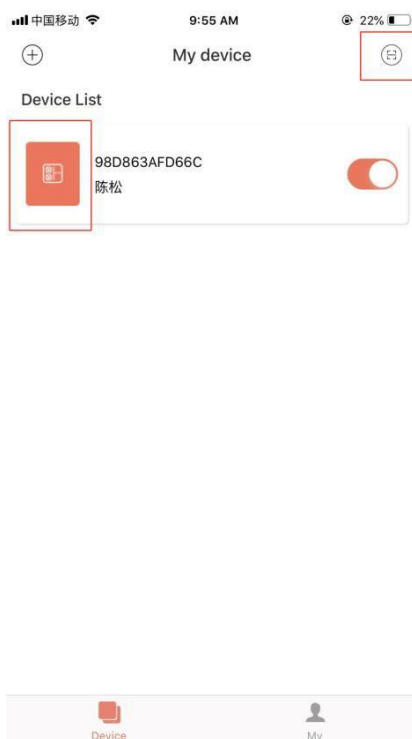 中国移动 9:55 AM 22%
My device
Device List
98D863AFD66C
陈松
Device My